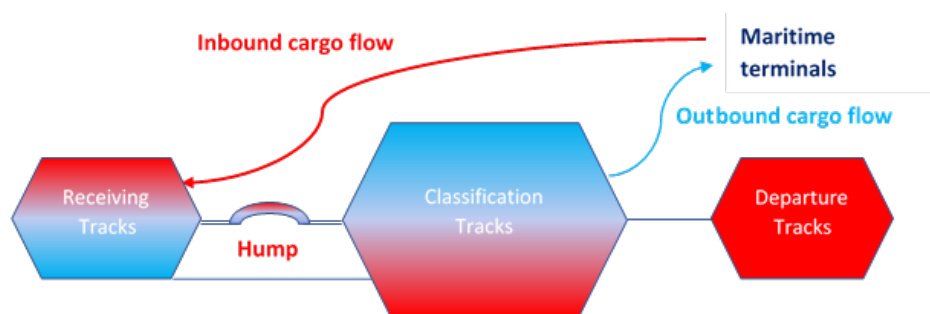 Inbound cargo flow
Maritime
terminals
Outbound cargo flow
Receiving
Tracks
Hump
Classification
Tracks
Departure
Tracks